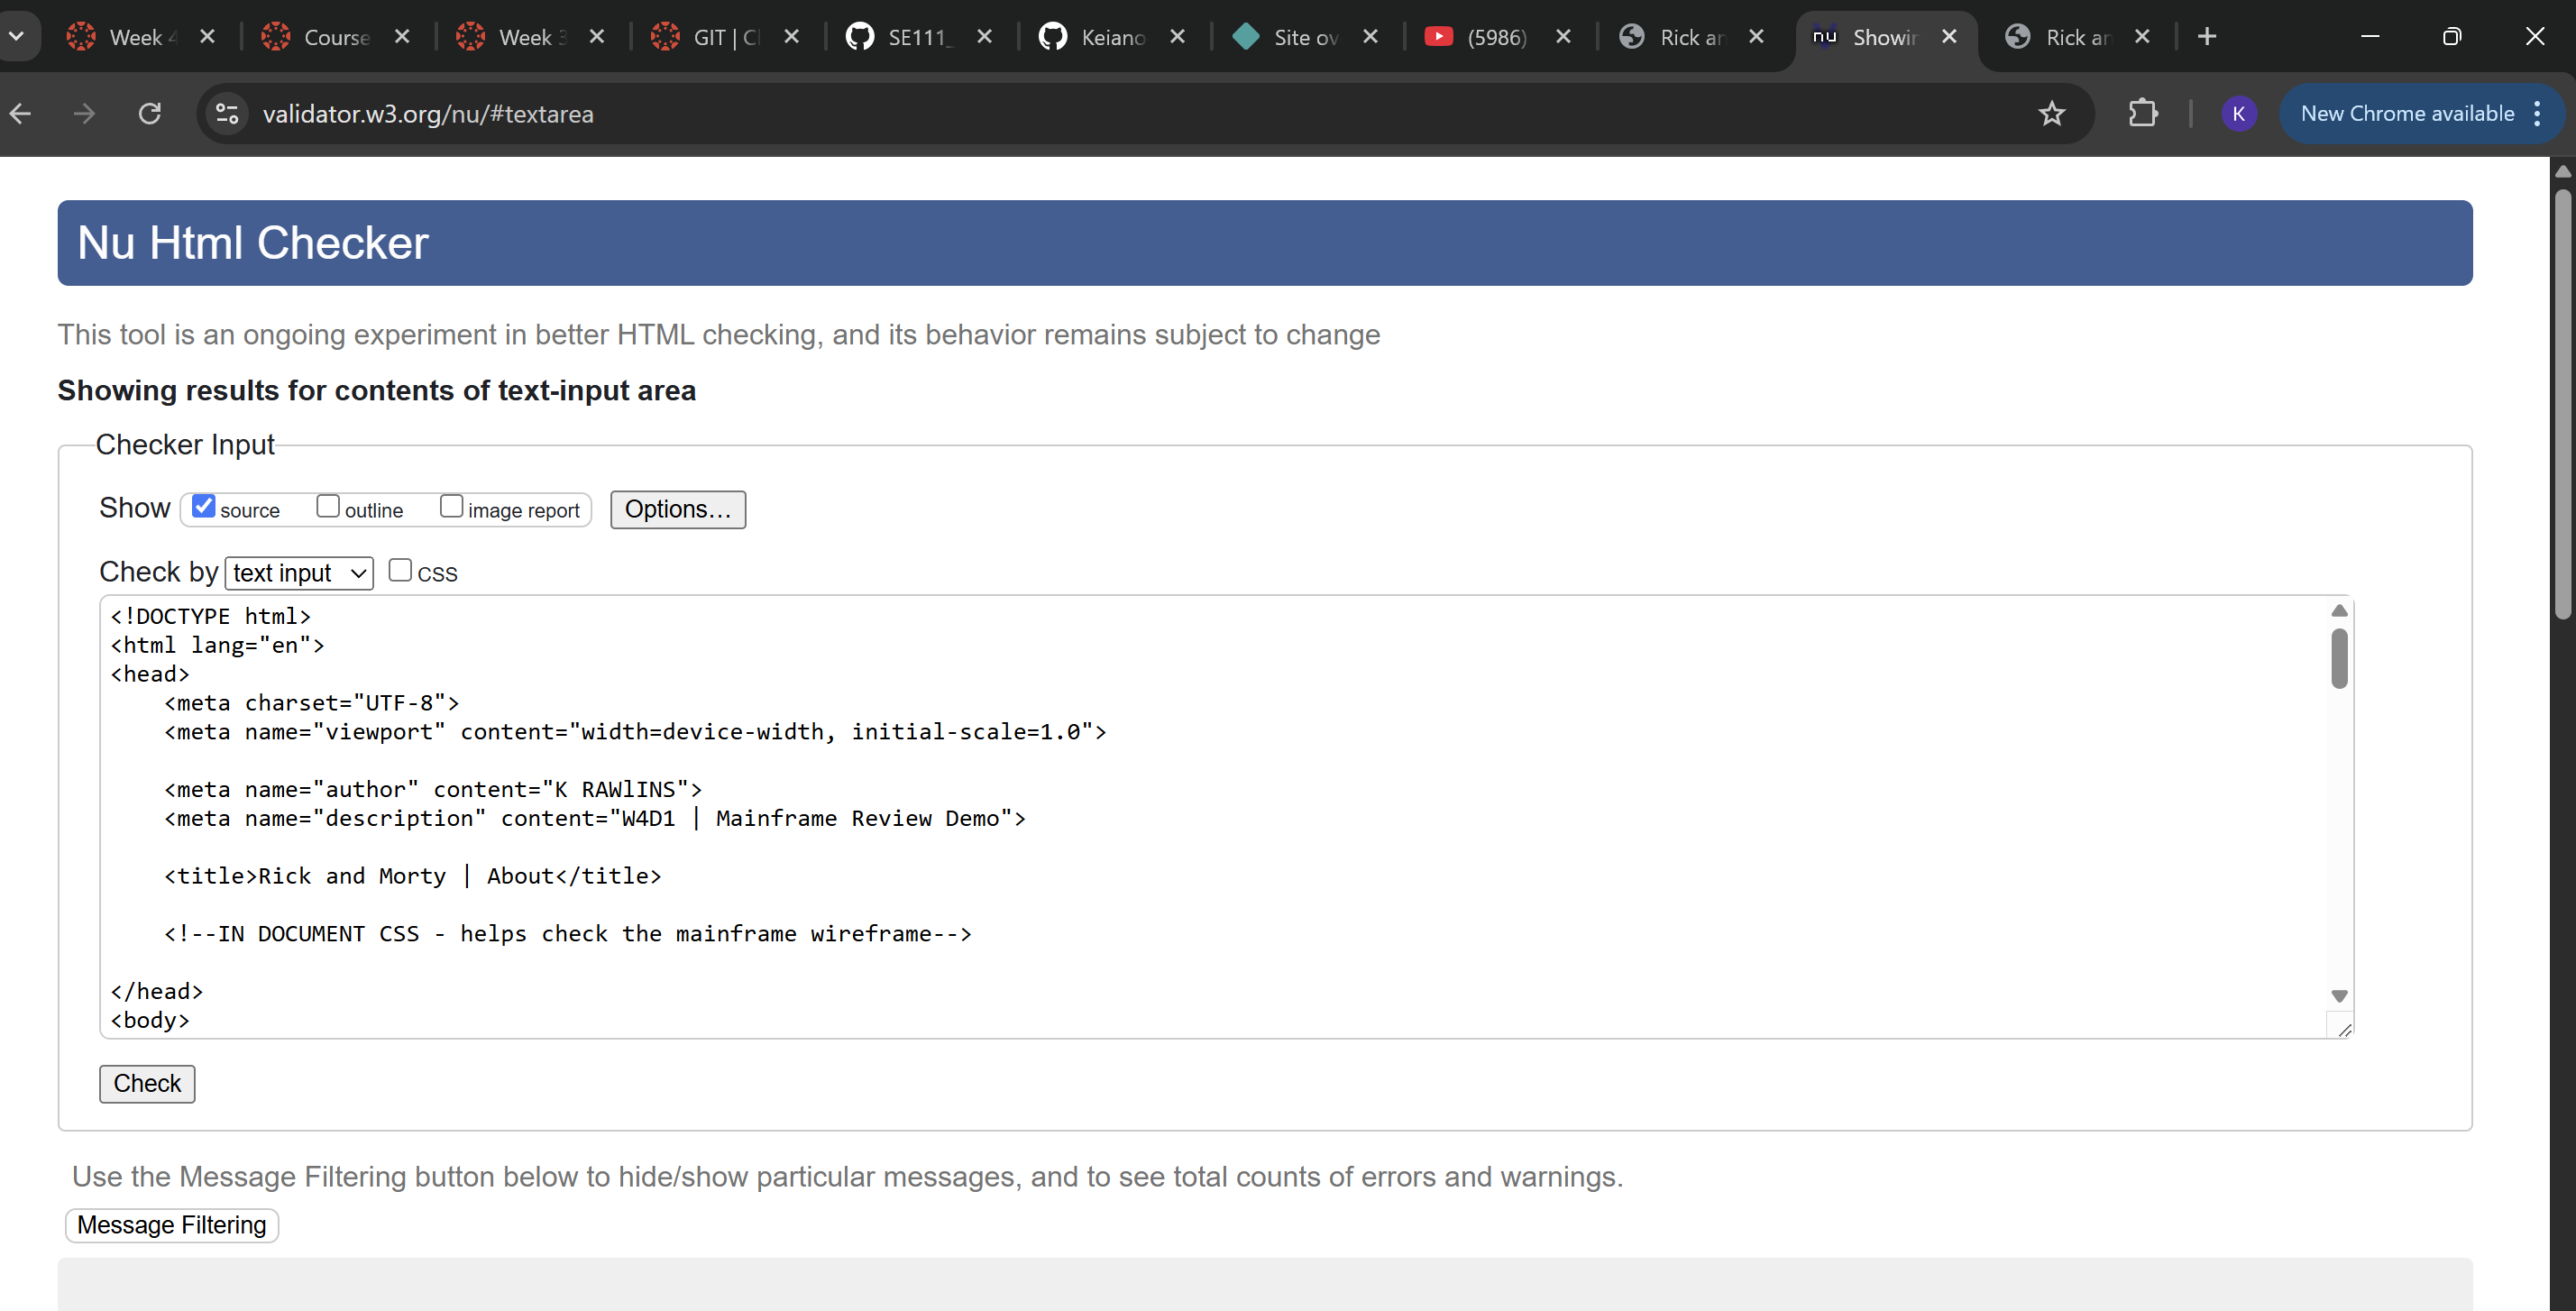 Week 4
Course
Week 3
GIT | Cl
SE111_
Keiano
Site ov
(5986)
Rick an
nu
Showin
Rick an
validator.w3.org/nu/#textarea
K
New Chrome available
Nu Html Checker
This tool is an ongoing experiment in better HTML checking, and its behavior remains subject to change
Showing results for contents of text-input area
Checker Input
Show source outline image report Options...
Check by text input CSS
<!DOCTYPE html>
<html lang="en">
<head>
<meta charset="UTF-8">
<meta name="viewport" content="width=device-width, initial-scale=1.0">
<meta name="author" content="K RAWlINS">
<meta name="description" content="W4D1 | Mainframe Review Demo">
<title>Rick and Morty | About</title>
<!--IN DOCUMENT CSS - helps check the mainframe wireframe-->
</head>
<body>
Check
Use the Message Filtering button below to hide/show particular messages, and to see total counts of errors and warnings.
Message Filtering